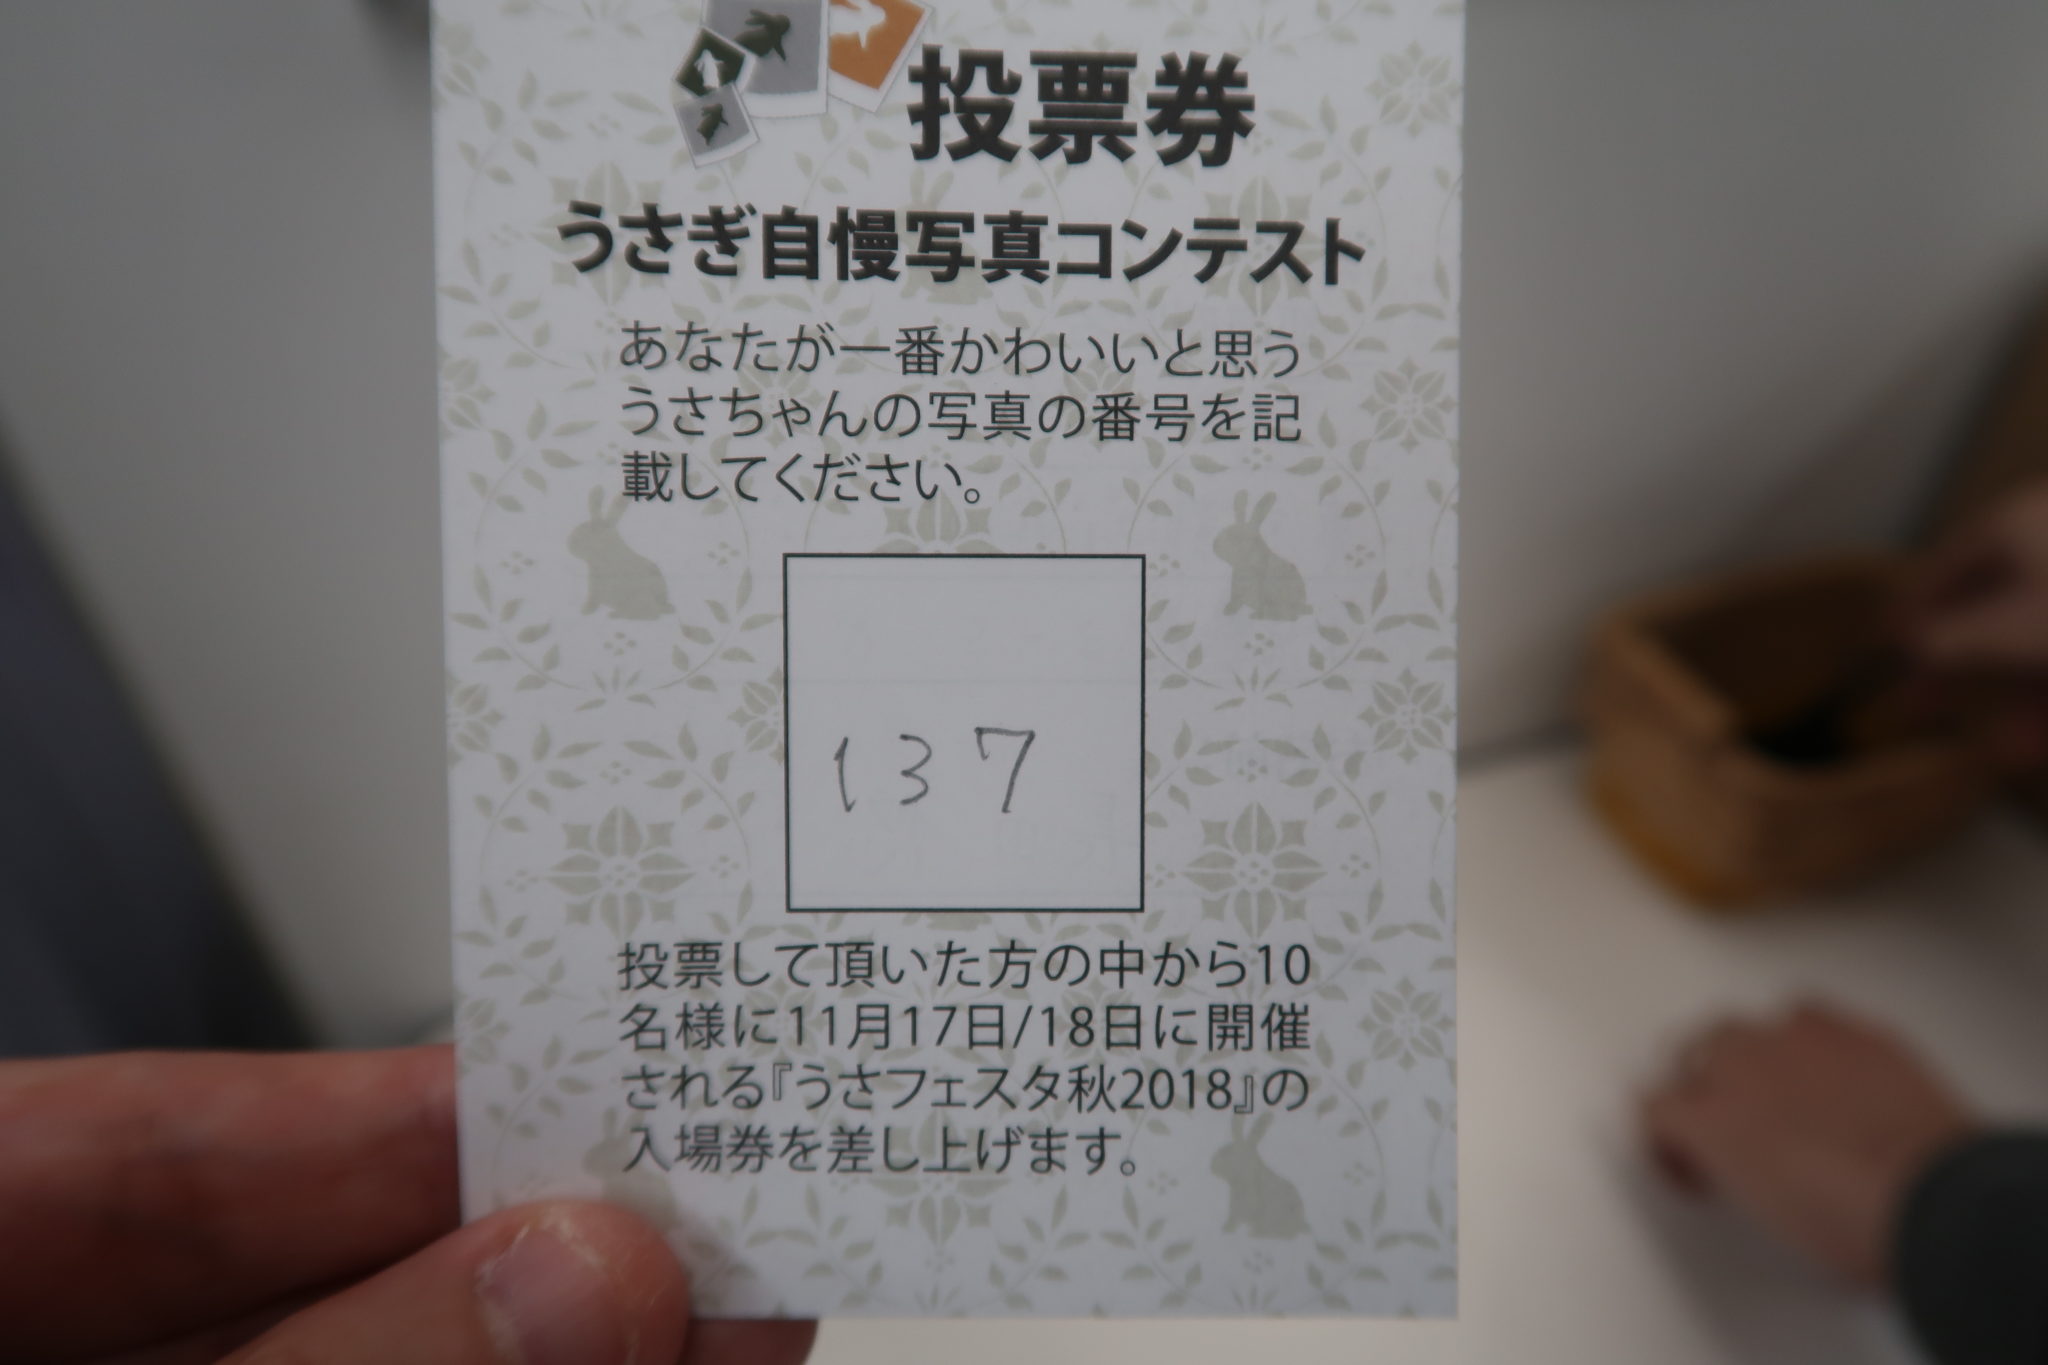 投票券
うさぎ自慢写真コンテスト
あなたが一番かわいいと思う
うさちゃんの写真の番号を記
載してください。
137
投票して頂いた方の中から10
名様に11月17日/18日に開催
される『うさフェスタ秋2018』の
入場券を差し上げます。